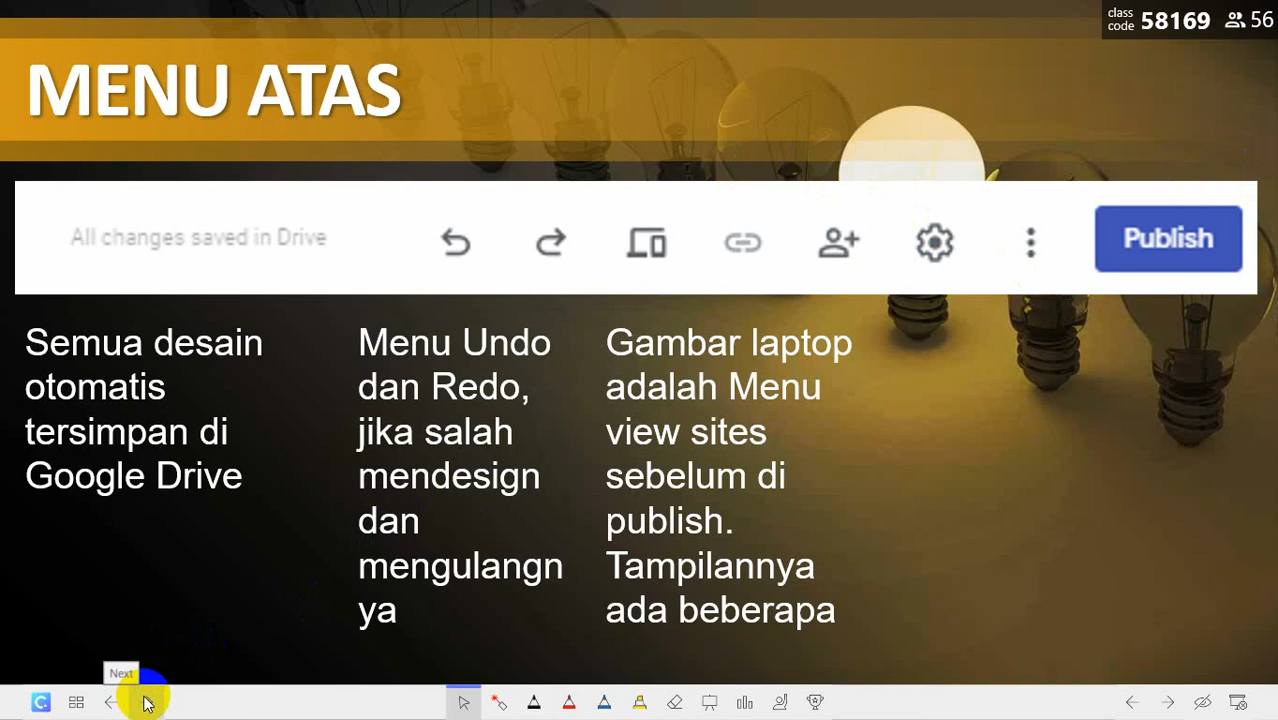 class
code 58169 56
MENU ATAS
All changes saved in Drive
Publish
Semua desain
otomatis
tersimpan di
Google Drive
Menu Undo
dan Redo,
jika salah
mendesign
dan
mengulangn
ya
Gambar laptop
adalah Menu
view sites
sebelum di
publish.
Tampilannya
ada beberapa
Next